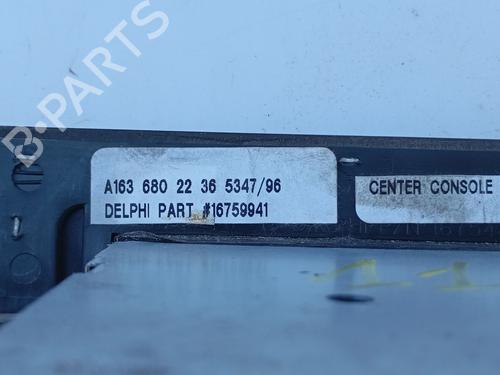 B-PARTS
A163 680 22 36 5347/96
DELPHI PART #16759941
CENTER CONSOLE